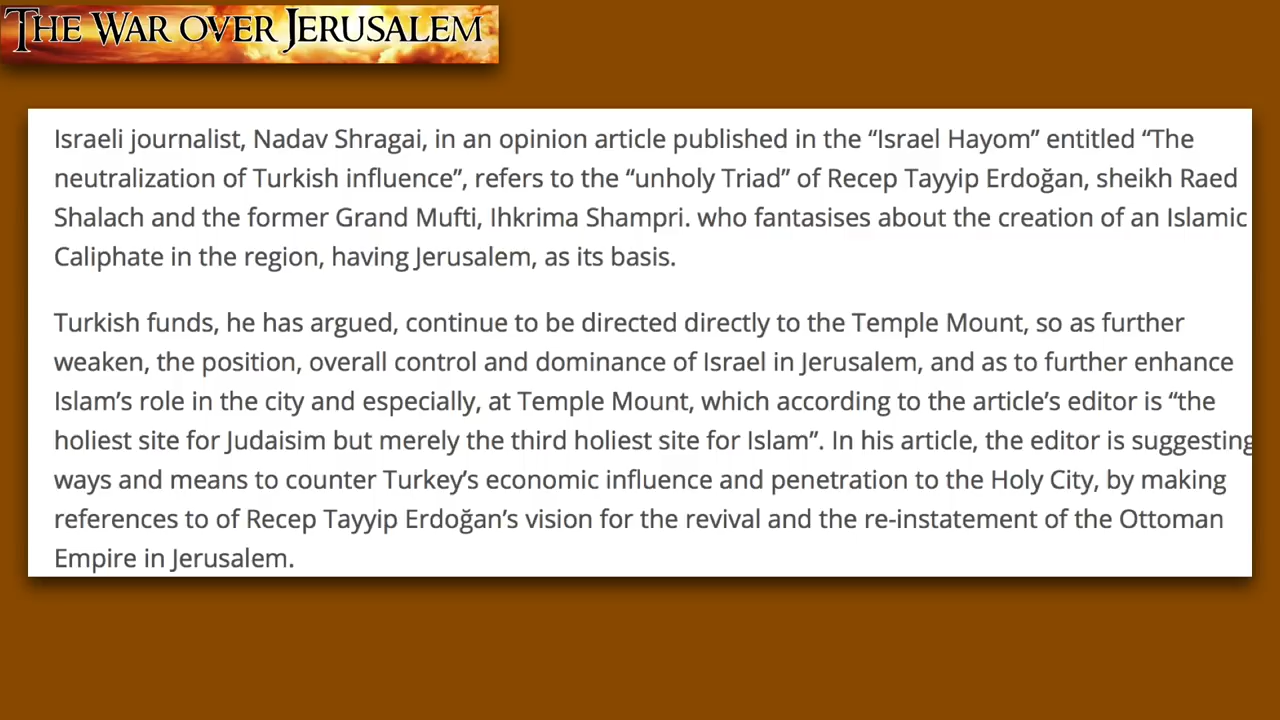 THE WAR OVER JERUSALEM
Israeli journalist, Nadav Shragai, in an opinion article published in the “Israel Hayom” entitled “The
neutralization of Turkish influence”, refers to the “unholy Triad” of Recep Tayyip Erdoğan, sheikh Raed
Shalach and the former Grand Mufti, Ihkrima Shampri. who fantasises about the creation of an Islamic
Caliphate in the region, having Jerusalem, as its basis.
Turkish funds, he has argued, continue to be directed directly to the Temple Mount, so as further
weaken, the position, overall control and dominance of Israel in Jerusalem, and as to further enhance
Islam’s role in the city and especially, at Temple Mount, which according to the article’s editor is “the
holiest site for Judaisim but merely the third holiest site for Islam”. In his article, the editor is suggesting
ways and means to counter Turkey’s economic influence and penetration to the Holy City, by making
references to of Recep Tayyip Erdoğan’s vision for the revival and the re-instatement of the Ottoman
Empire in Jerusalem.